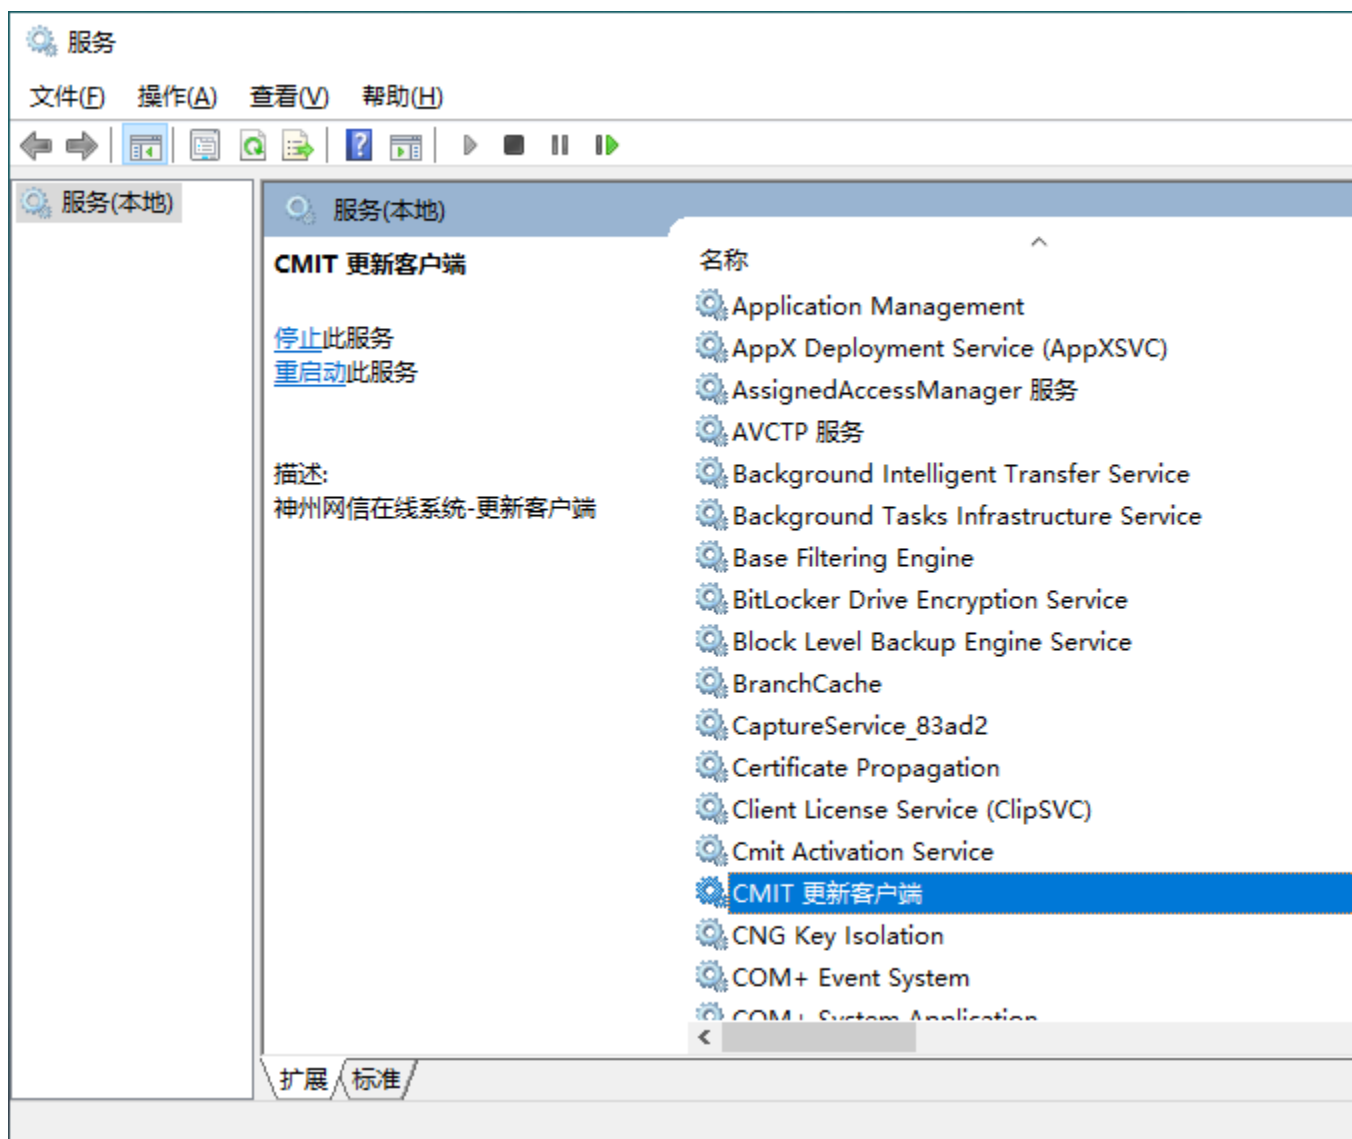 服务
文件(F) 操作(A) 查看(V) 帮助(H)
服务(本地)
服务(本地)
CMIT 更新客户端
停止此服务
重启动此服务
描述:
神州网信在线系统-更新客户端
名称
Application Management
AppX Deployment Service (AppXSVC)
AssignedAccessManager 服务
AVCTP 服务
Background Intelligent Transfer Service
Background Tasks Infrastructure Service
Base Filtering Engine
BitLocker Drive Encryption Service
Block Level Backup Engine Service
BranchCache
CaptureService_83ad2
Certificate Propagation
Client License Service (ClipSVC)
Cmit Activation Service
CMIT 更新客户端
CNG Key Isolation
COM+ Event System
COM+ System Application
扩展 标准